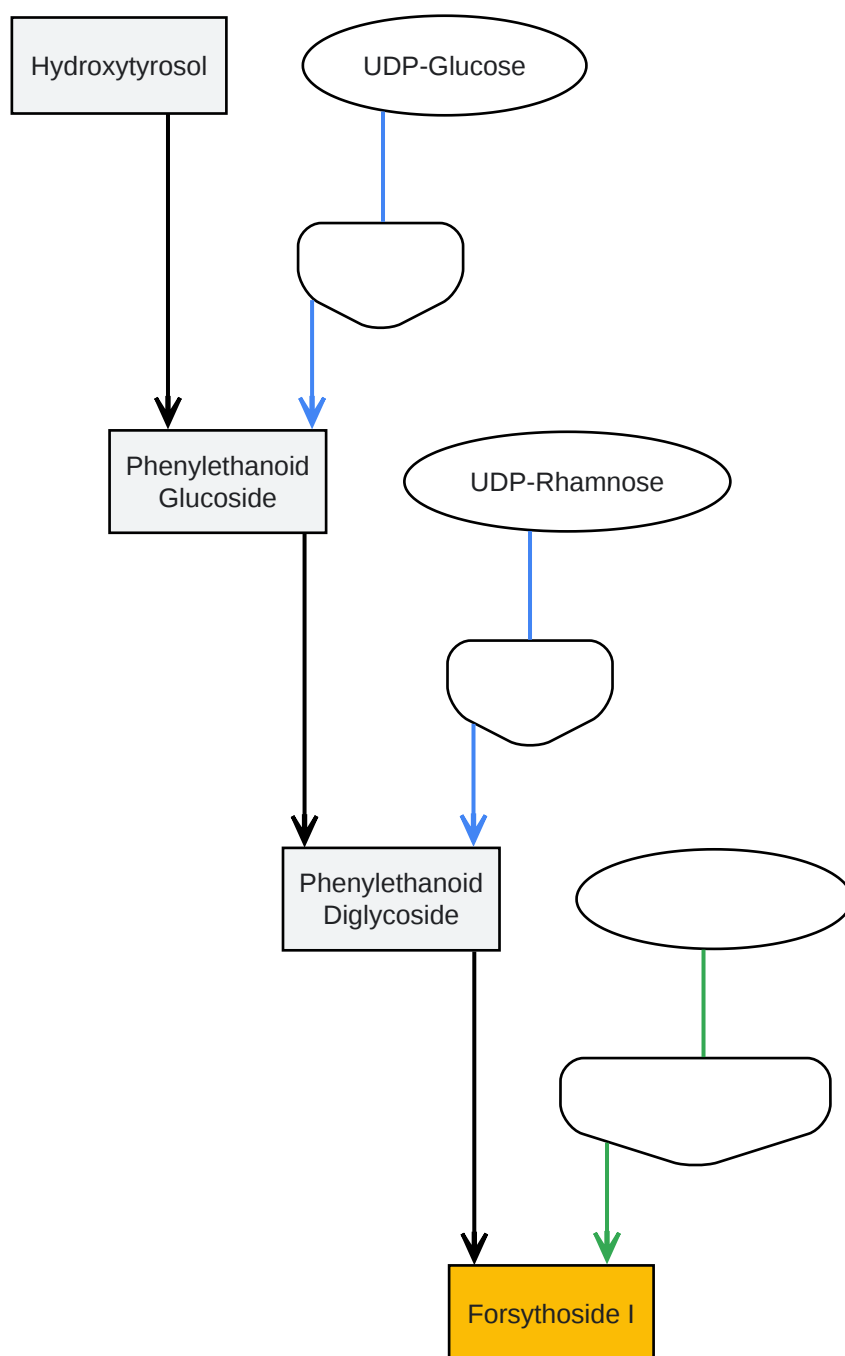 Hydroxytyrosol
UDP-Glucose
Phenylethanoid
Glucoside
UDP-Rhamnose
Phenylethanoid
Diglycoside
Forsythoside I